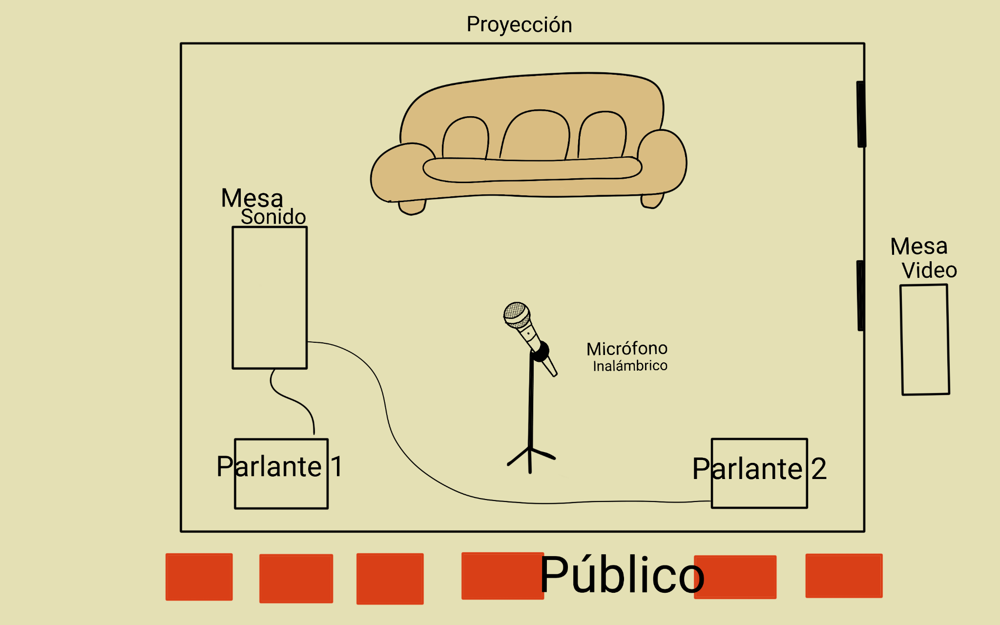 Proyección
Mesa
Sonido
Mesa
Video
Micrófono
Inalámbrico
Parlante 1
Parlante 2
Público